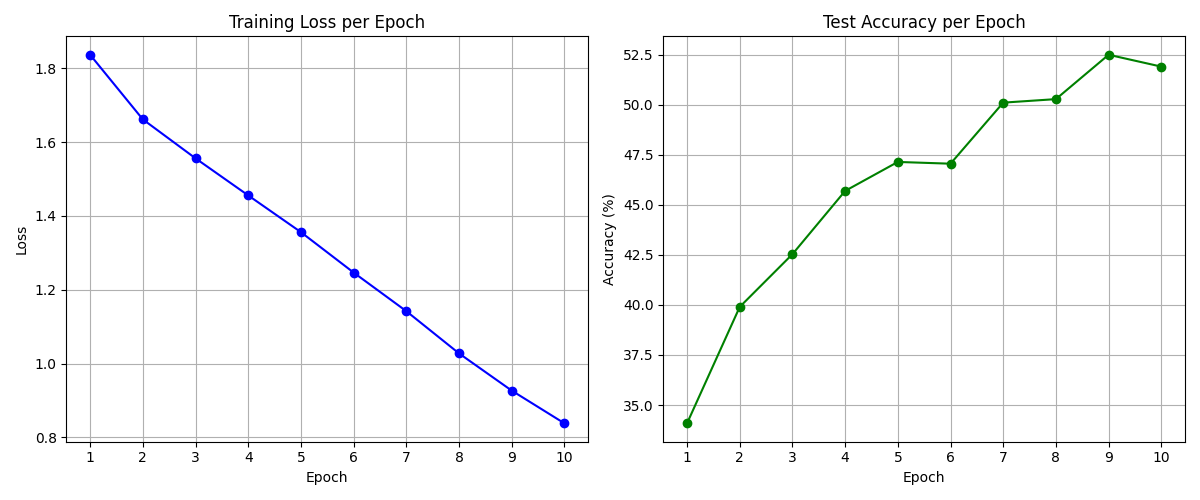 Training Loss per Epoch
1.8
1.6
1.4
1.2
1.0
0.8
Loss
1 2 3 4 5 6 7 8 9 10
Epoch
Test Accuracy per Epoch
52.5
50.0
47.5
45.0
42.5
40.0
37.5
35.0
Accuracy (%)
1 2 3 4 5 6 7 8 9 10
Epoch